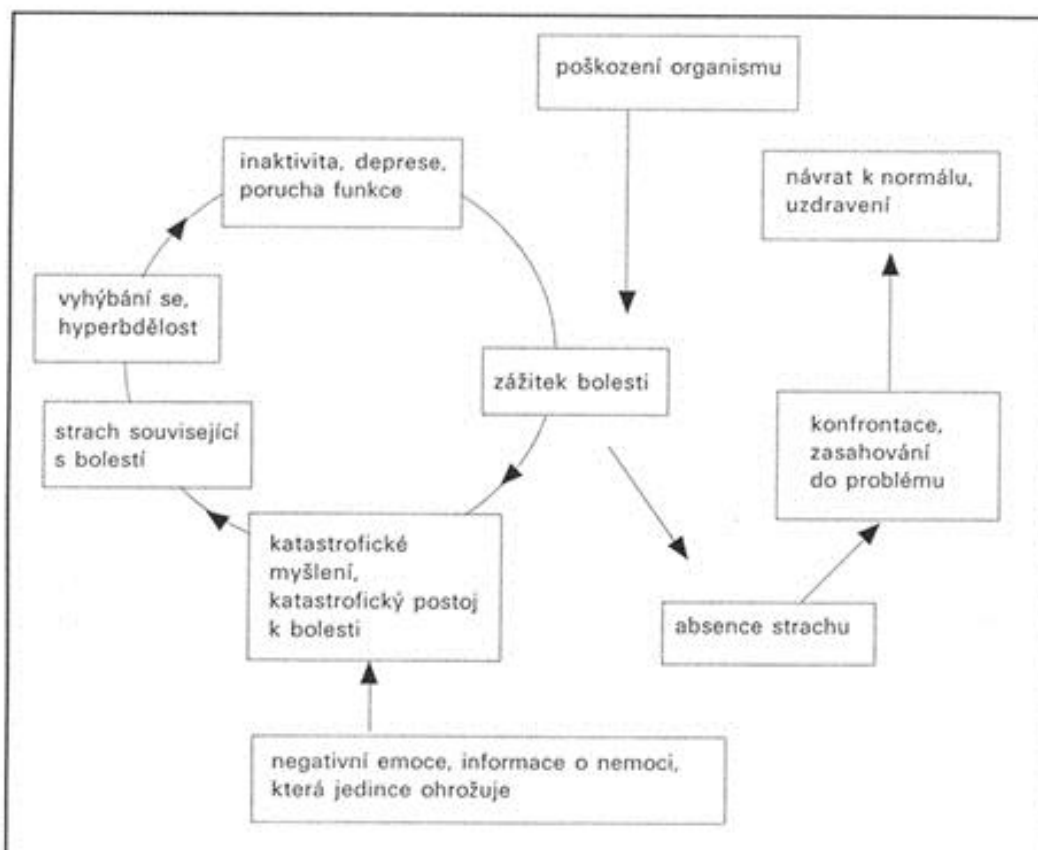 poškození organismu
inaktivita, deprese,
porucha funkce
návrat k normálu,
uzdravení
vyhýbání se,
hyperbdělost
zážitek bolesti
strach související
s bolestí
konfrontace,
zasahování
do problému
katastrofické
myšlení,
katastrofický postoj
k bolesti
absence strachu
negativní emoce, informace o nemoci,
která jedince ohrožuje